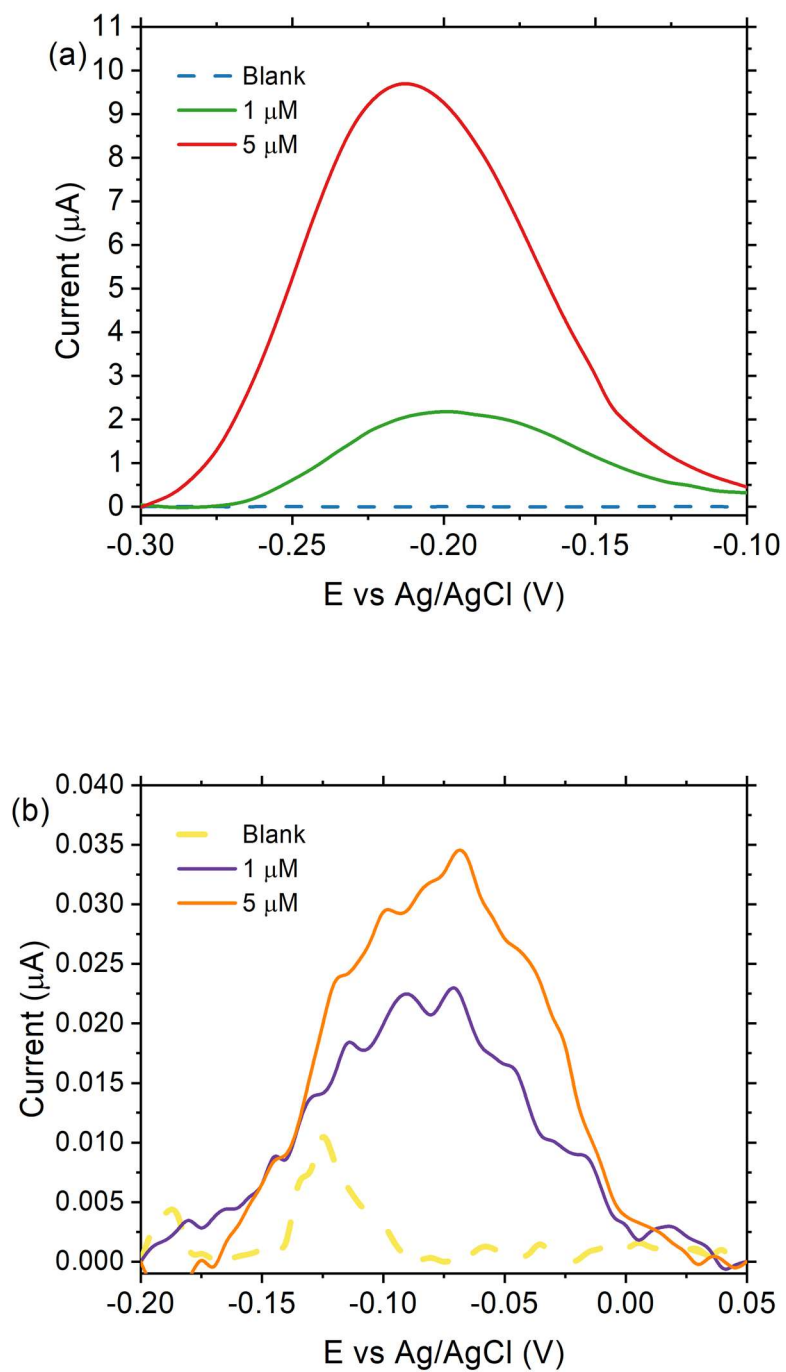 (a)
11
10
9
8
7
6
5
4
3
2
1
0
Current (μA)
Blank
1 μM
5 μM
-0.30 -0.25 -0.20 -0.15 -0.10
E vs Ag/AgCl (V)
(b)
0.040
0.035
0.030
0.025
0.020
0.015
0.010
0.005
0.000
Current (μA)
Blank
1 μM
5 μM
-0.20 -0.15 -0.10 -0.05 0.00 0.05
E vs Ag/AgCl (V)